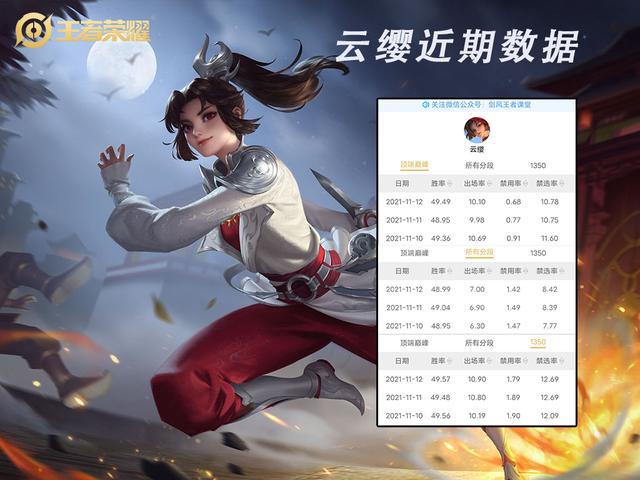 王者荣耀
云缨近期数据
关注微信公众号：剑风王者课堂
云缨
顶端巅峰 所有分段 1350
日期 胜率 出场率 禁用率 禁选率
2021-11-12 49.49 10.10 0.68 10.78
2021-11-11 48.95 9.98 0.77 10.75
2021-11-10 49.36 10.69 0.91 11.60
顶端巅峰 所有分段 1350
日期 胜率 出场率 禁用率 禁选率
2021-11-12 48.99 7.00 1.42 8.42
2021-11-11 49.04 6.90 1.49 8.39
2021-11-10 48.95 6.30 1.47 7.77
顶端巅峰 所有分段 1350
日期 胜率 出场率 禁用率 禁选率
2021-11-12 49.57 10.90 1.79 12.69
2021-11-11 49.48 10.80 1.89 12.69
2021-11-10 49.56 10.19 1.90 12.09